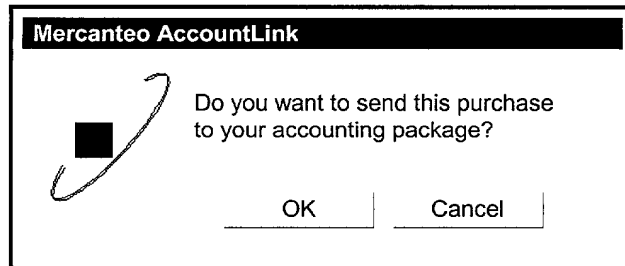 Mercanteo AccountLink
Do you want to send this purchase
to your accounting package?
OK
Cancel